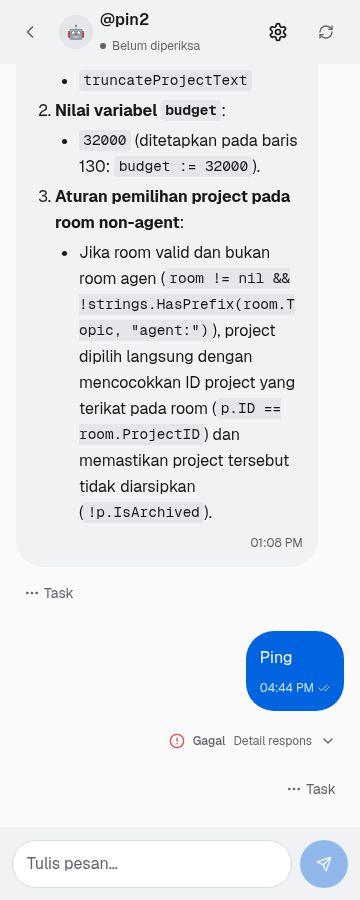 @pin2
Belum diperiksa
• truncateProjectText
2. Nilai variabel budget:
• 32000 (ditetapkan pada baris
130: budget := 32000).
3. Aturan pemilihan project pada
room non-agent:
• Jika room valid dan bukan
room agen (room != nil &&
!strings.HasPrefix(room.T
opic, "agent:")), project
dipilih langsung dengan
mencocokkan ID project yang
terikat pada room (p.ID ==
room.ProjectID) dan
memastikan project tersebut
tidak diarsipkan
(!p.IsArchived).
01:08 PM
Task
Ping
04:44 PM
Gagal Detail respons
Task
Tulis pesan...